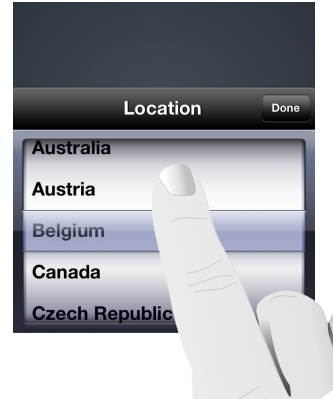 Location
Done
Australia
Austria
Belgium
Canada
Czech Republic